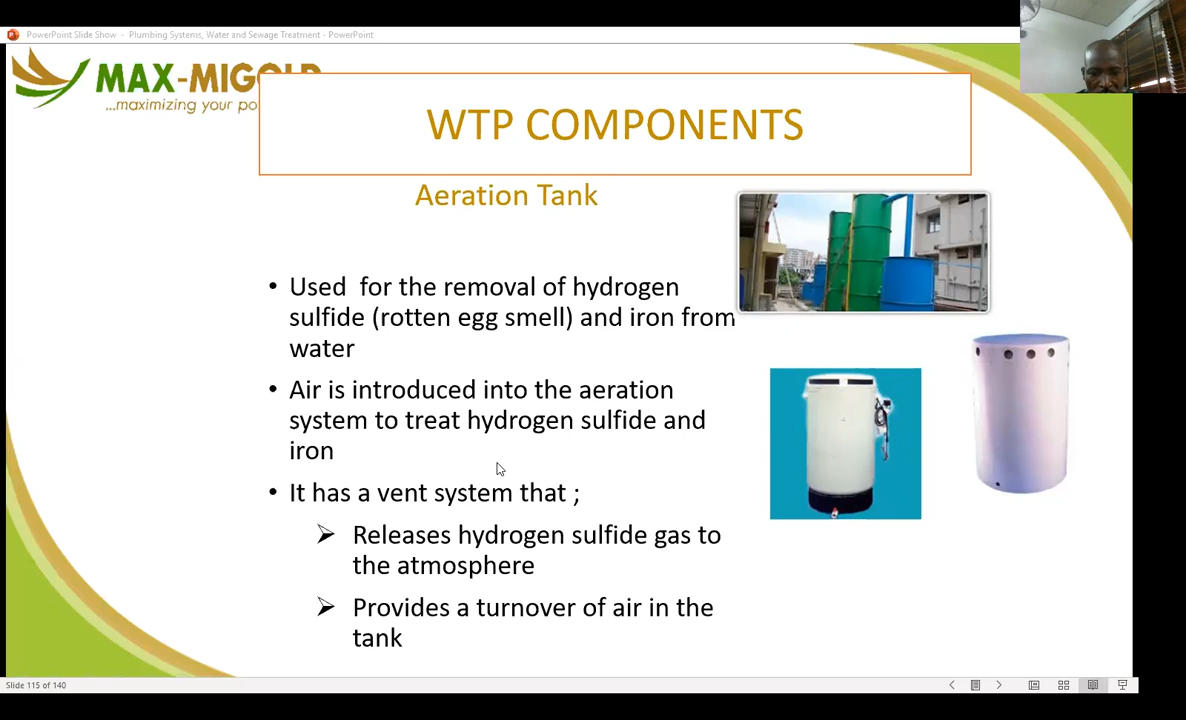 PowerPoint Slide Show - Plumbing Systems, Water and Sewage Treatment - PowerPoint
MAX-MIGOLD
...maximizing your po
WTP COMPONENTS
Aeration Tank
• Used for the removal of hydrogen
sulfide (rotten egg smell) and iron from
water
• Air is introduced into the aeration
system to treat hydrogen sulfide and
iron
• It has a vent system that ;
➢ Releases hydrogen sulfide gas to
the atmosphere
➢ Provides a turnover of air in the
tank
Slide 115 of 140